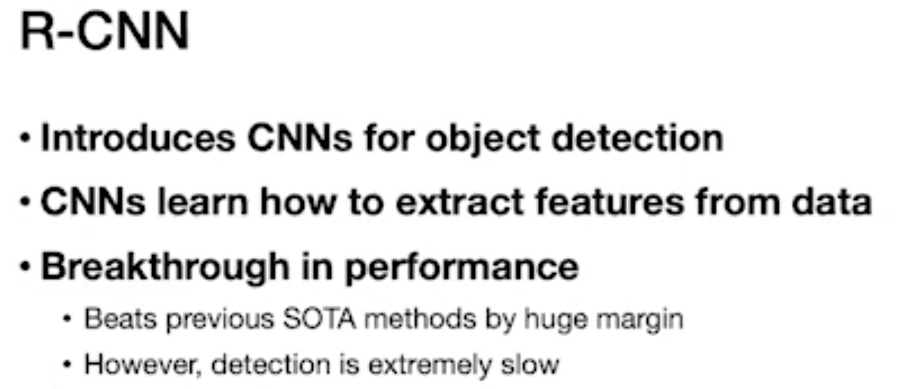 R-CNN
• Introduces CNNs for object detection
• CNNs learn how to extract features from data
• Breakthrough in performance
• Beats previous SOTA methods by huge margin
• However, detection is extremely slow